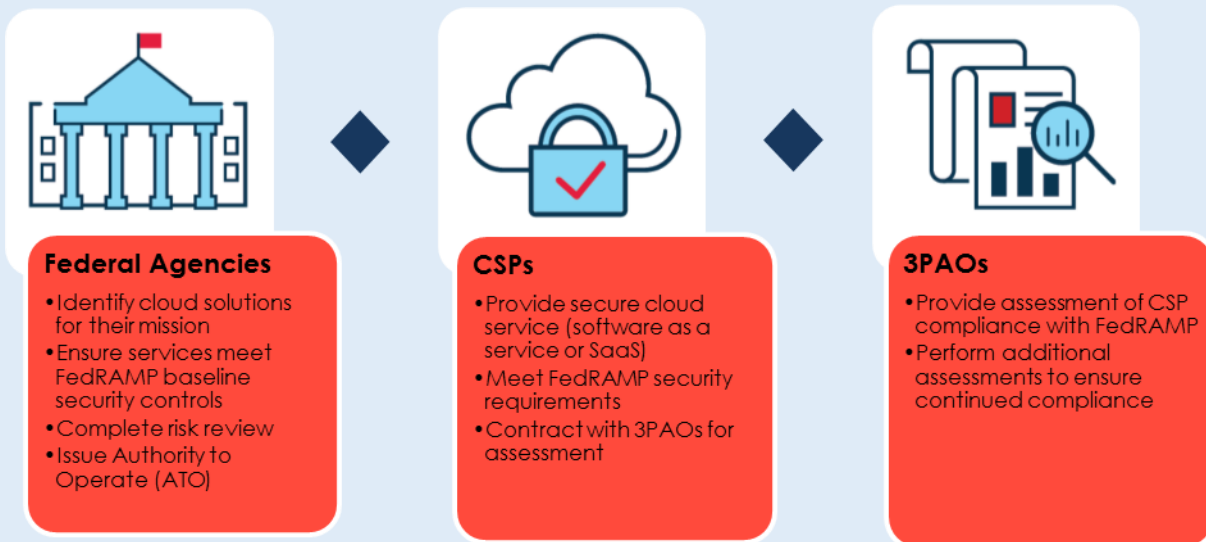 Federal Agencies
•Identify cloud solutions
for their mission
•Ensure services meet
FedRAMP baseline
security controls
•Complete risk review
•Issue Authority to
Operate (ATO)
CSPs
•Provide secure cloud
service (software as a
service or SaaS)
•Meet FedRAMP security
requirements
•Contract with 3PAOs for
assessment
3PAOs
•Provide assessment of CSP
compliance with FedRAMP
•Perform additional
assessments to ensure
continued compliance